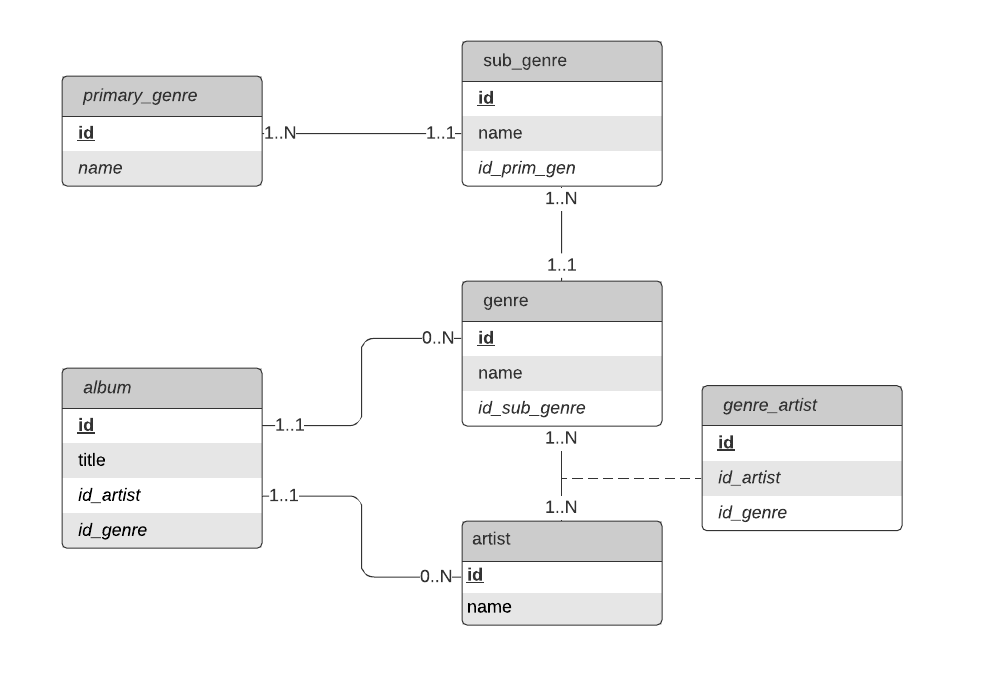 primary_genre
id
name
1..N
1..1
sub_genre
id
name
id_prim_gen
1..N
1..1
genre
id
name
id_sub_genre
0..N
1..1
album
id
title
id_artist
id_genre
1..1
0..N
1..N
1..N
artist
id
name
genre_artist
id
id_artist
id_genre